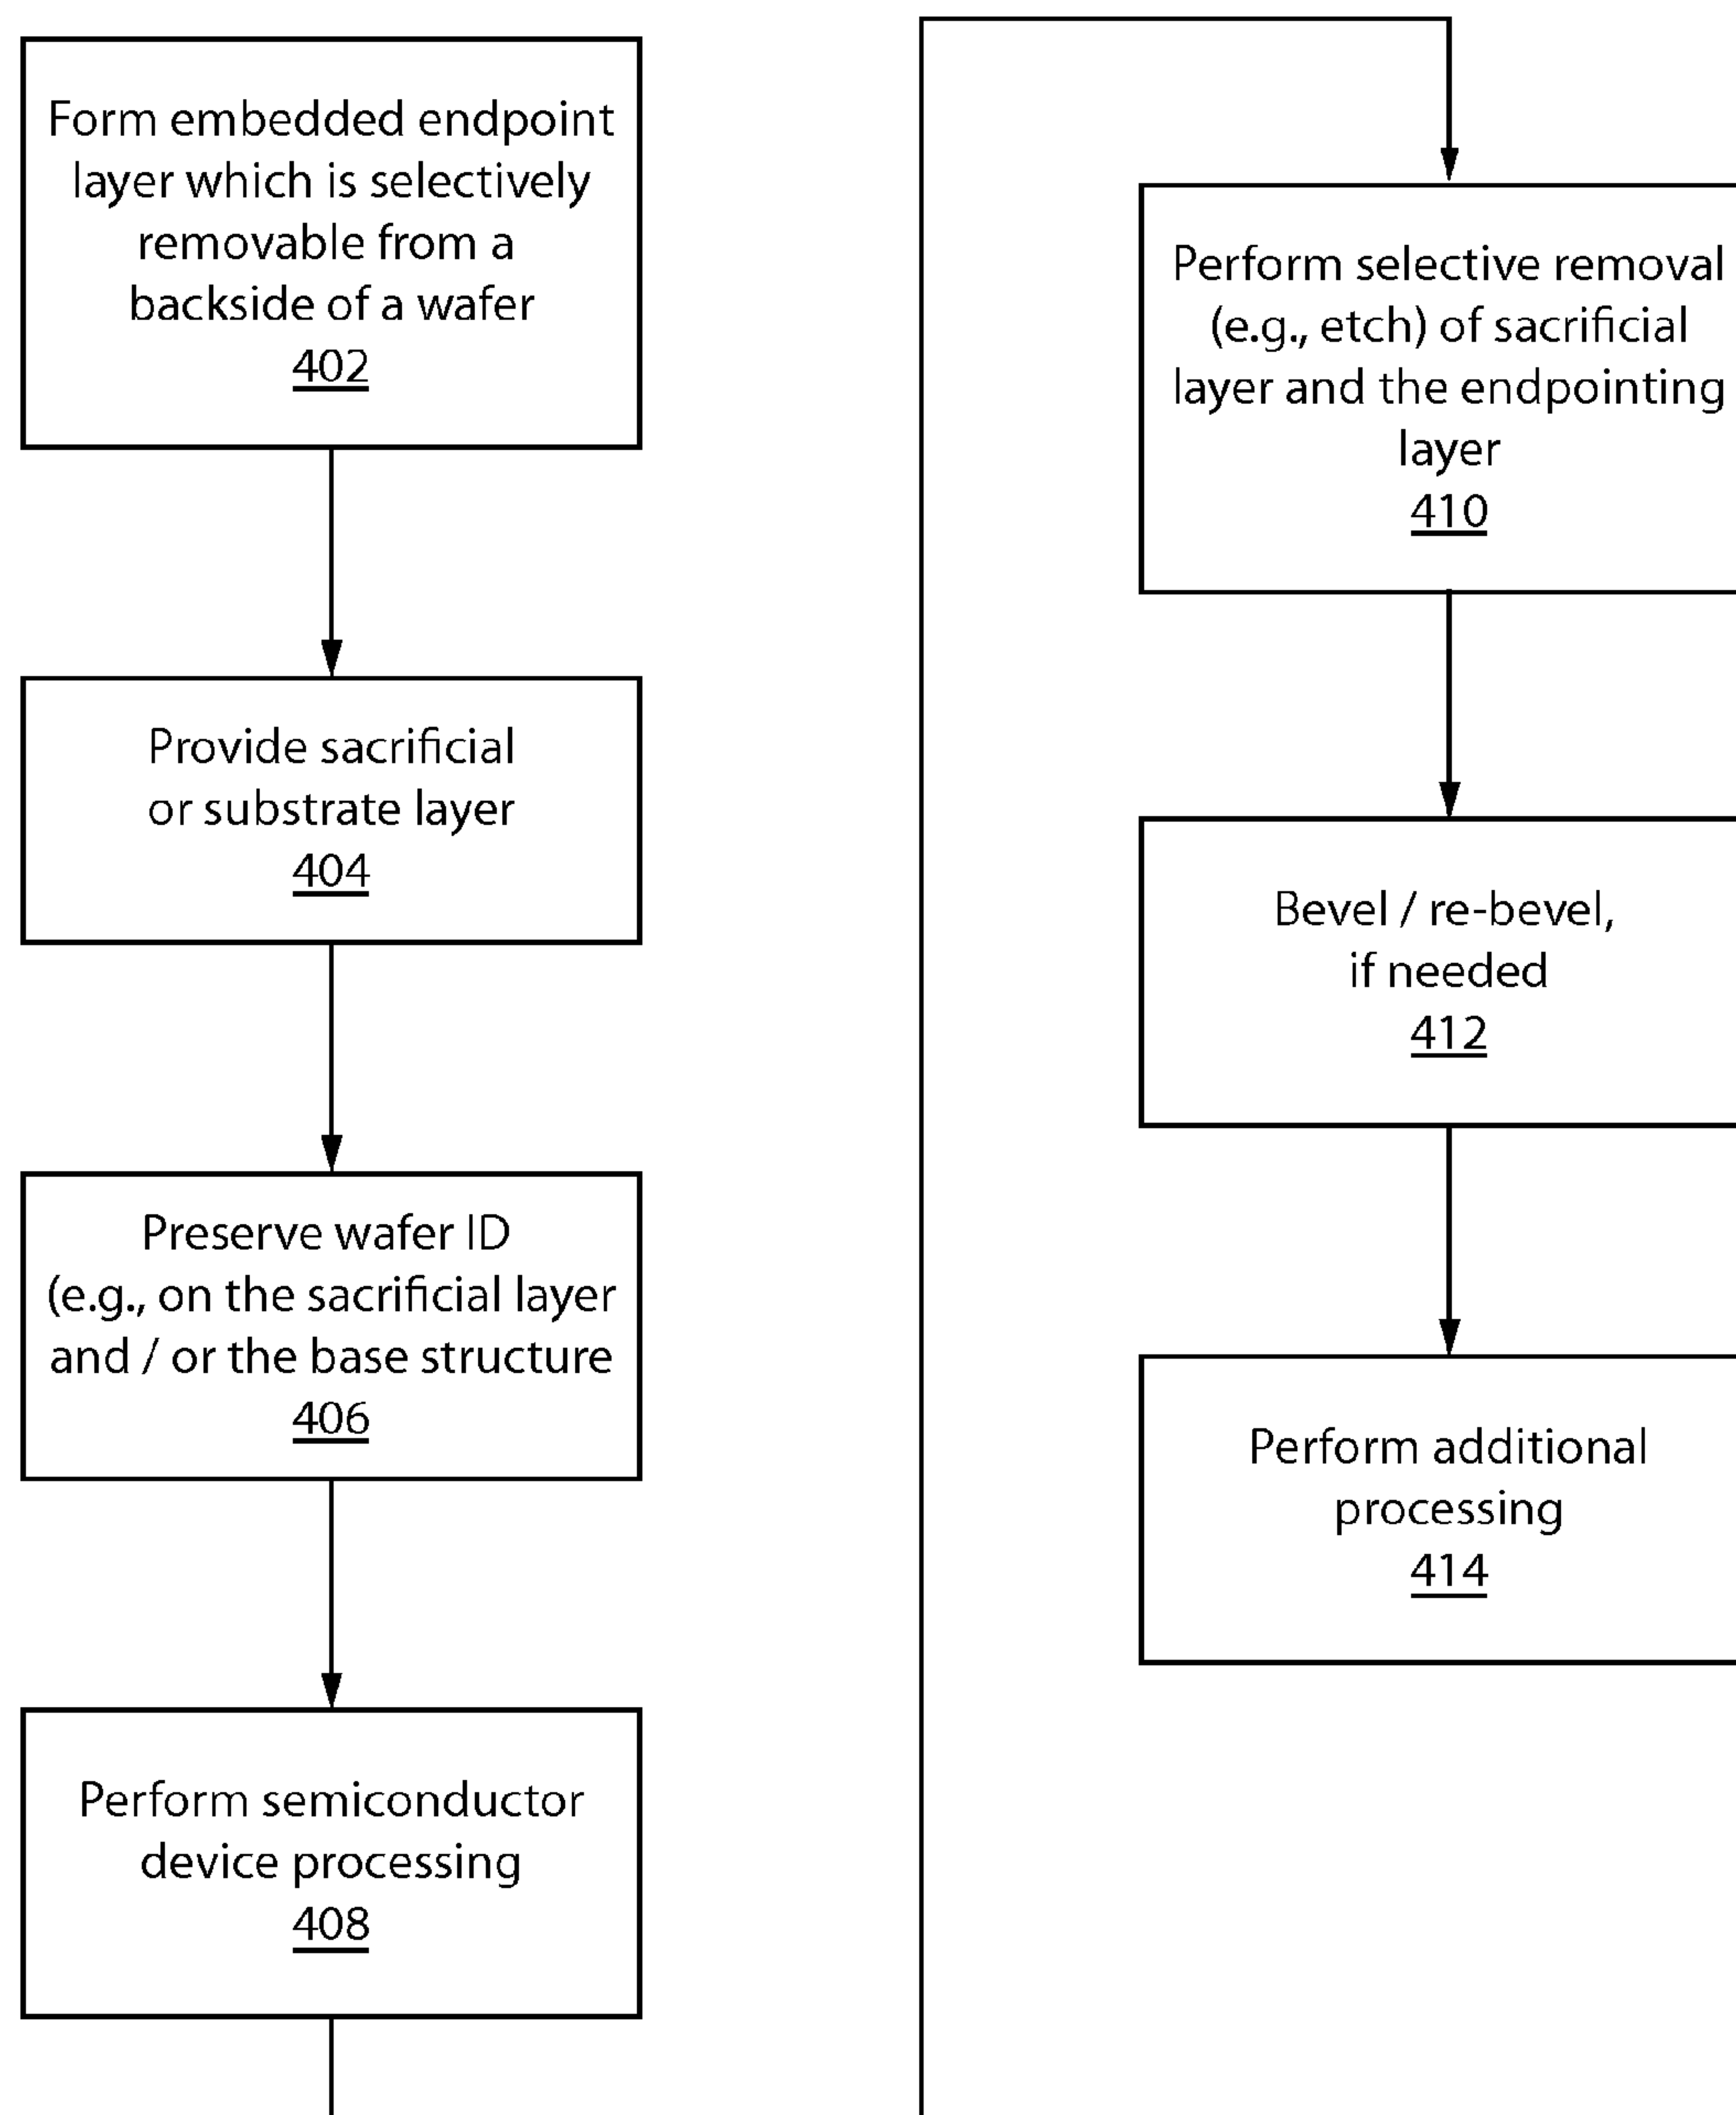 Form embedded endpoint
layer which is selectively
removable from a
backside of a wafer
402
Provide sacrificial
or substrate layer
404
Preserve wafer ID
(e.g., on the sacrificial layer
and / or the base structure
406
Perform semiconductor
device processing
408
Perform selective removal
(e.g., etch) of sacrificial
layer and the endpointing
layer
410
Bevel / re-bevel,
if needed
412
Perform additional
processing
414